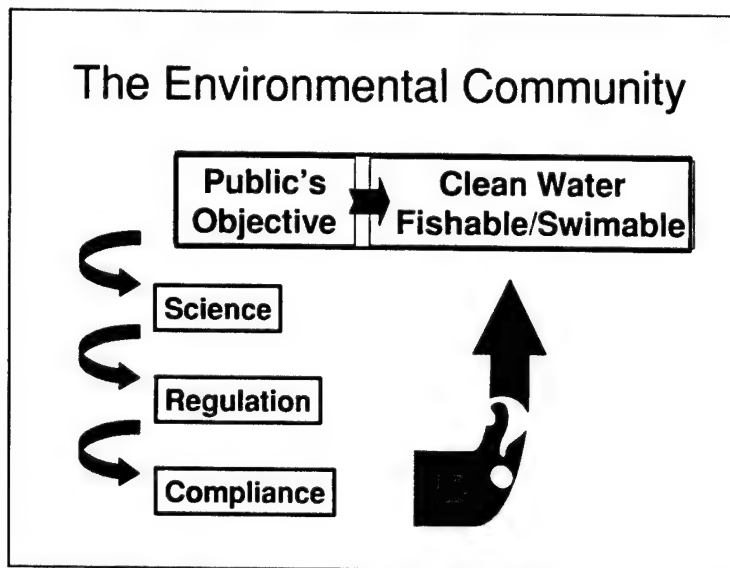 The Environmental Community
Public's
Objective
Clean Water
Fishable/Swimable
Science
Regulation
Compliance
?